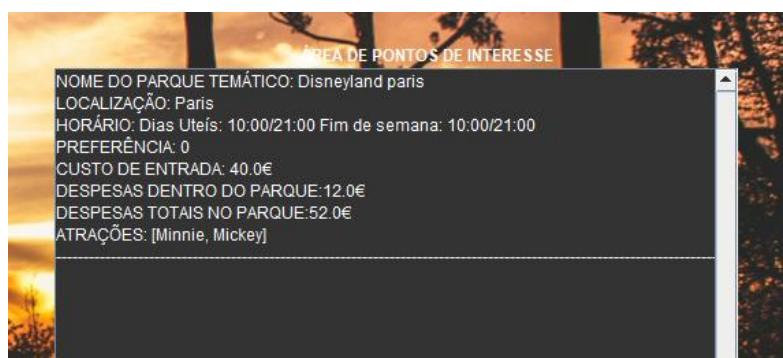 ÁREA DE PONTOS DE INTERESSE
NOME DO PARQUE TEMÁTICO: Disneyland paris
LOCALIZAÇÃO: Paris
HORÁRIO: Dias Uteís: 10:00/21:00 Fim de semana: 10:00/21:00
PREFERÊNCIA: 0
CUSTO DE ENTRADA: 40.0€
DESPESAS DENTRO DO PARQUE:12.0€
DESPESAS TOTAIS NO PARQUE:52.0€
ATRAÇÕES: [Minnie, Mickey]